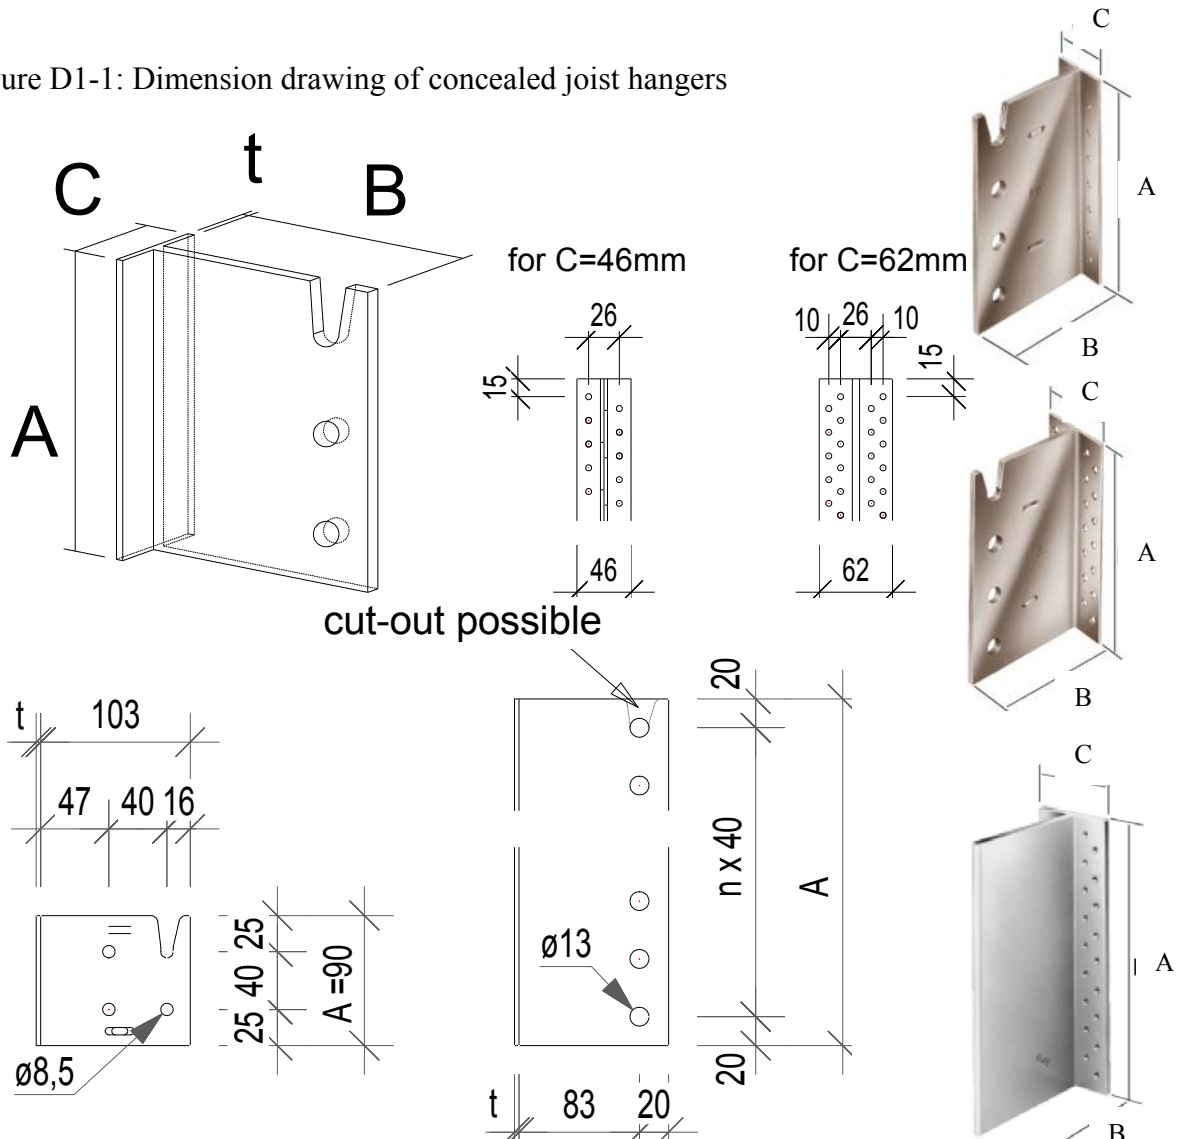 ure D1-1: Dimension drawing of concealed joist hangers
C
t
B
A
for C=46mm
26
15
46
for C=62mm
10 26 10
15
62
C
A
B
C
A
B
C
A
B
cut-out possible
t 103
47 40 16
25
40
25
A =90
ø8,5
20
n x 40
A
ø13
20
t 83 20